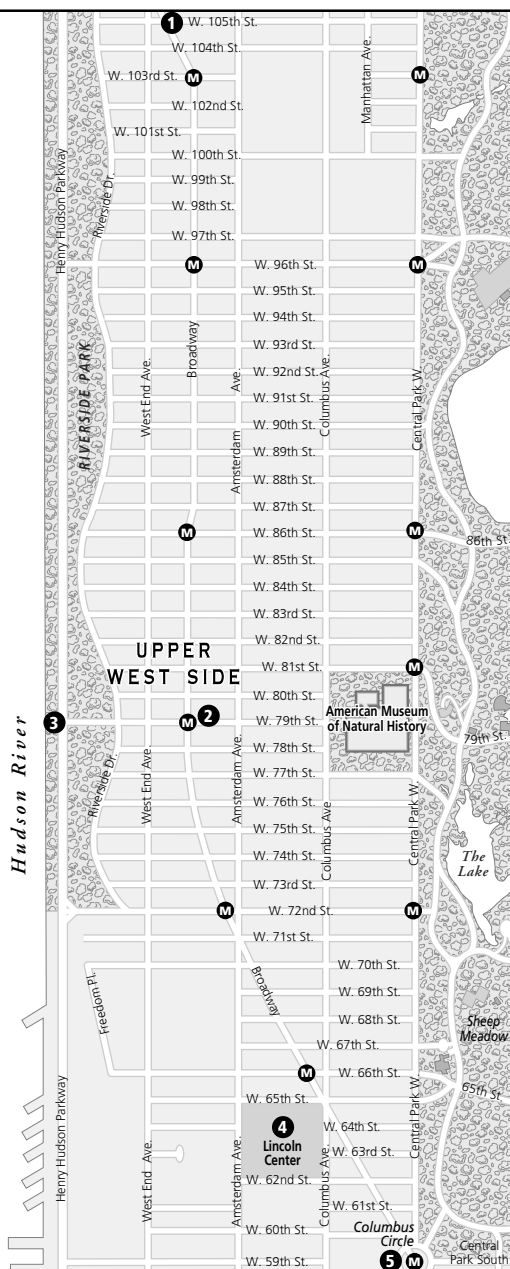 1
W. 105th St.
W. 104th St.
W. 103rd St.
M
M
Manhattan Ave.
W. 102nd St.
W. 101st St.
W. 100th St.
Henry Hudson Parkway
Riverside Dr.
W. 99th St.
W. 98th St.
W. 97th St.
M
W. 96th St.
M
W. 95th St.
W. 94th St.
W. 93rd St.
RIVERSIDE PARK
West End Ave.
Broadway
Amsterdam Ave.
Columbus Ave.
Central Park W.
W. 92nd St.
W. 91st St.
W. 90th St.
W. 89th St.
W. 88th St.
W. 87th St.
M
W. 86th St.
M
86th St.
W. 85th St.
W. 84th St.
W. 83rd St.
W. 82nd St.
UPPER
WEST SIDE
W. 81st St.
M
W. 80th St.
American Museum
of Natural History
Hudson River
3
M
2
W. 79th St.
79th St.
W. 78th St.
W. 77th St.
Riverside Dr.
West End Ave.
Amsterdam Ave.
Columbus Ave
Central Park W.
W. 76th St.
W. 75th St.
W. 74th St.
The
Lake
W. 73rd St.
M
W. 72nd St.
M
W. 71st St.
Freedom Pl.
Broadway
W. 70th St.
W. 69th St.
W. 68th St.
Sheep
Meadow
W. 67th St.
M
W. 66th St.
65th St.
W. 65th St.
Henry Hudson Parkway
West End Ave.
Amsterdam Ave.
4
Lincoln
Center
Columbus Ave.
Central Park W.
W. 64th St.
W. 63rd St.
W. 62nd St.
W. 61st St.
W. 60th St.
Columbus
Circle
W. 59th St.
5
M
Central
Park South